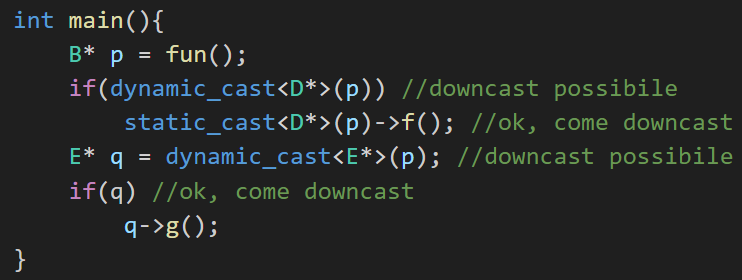 int main(){
    B* p = fun();
    if(dynamic_cast<D*>(p)) //downcast possibile
        static_cast<D*>(p)->f(); //ok, come downcast
    E* q = dynamic_cast<E*>(p); //downcast possibile
    if(q) //ok, come downcast
        q->g();
}